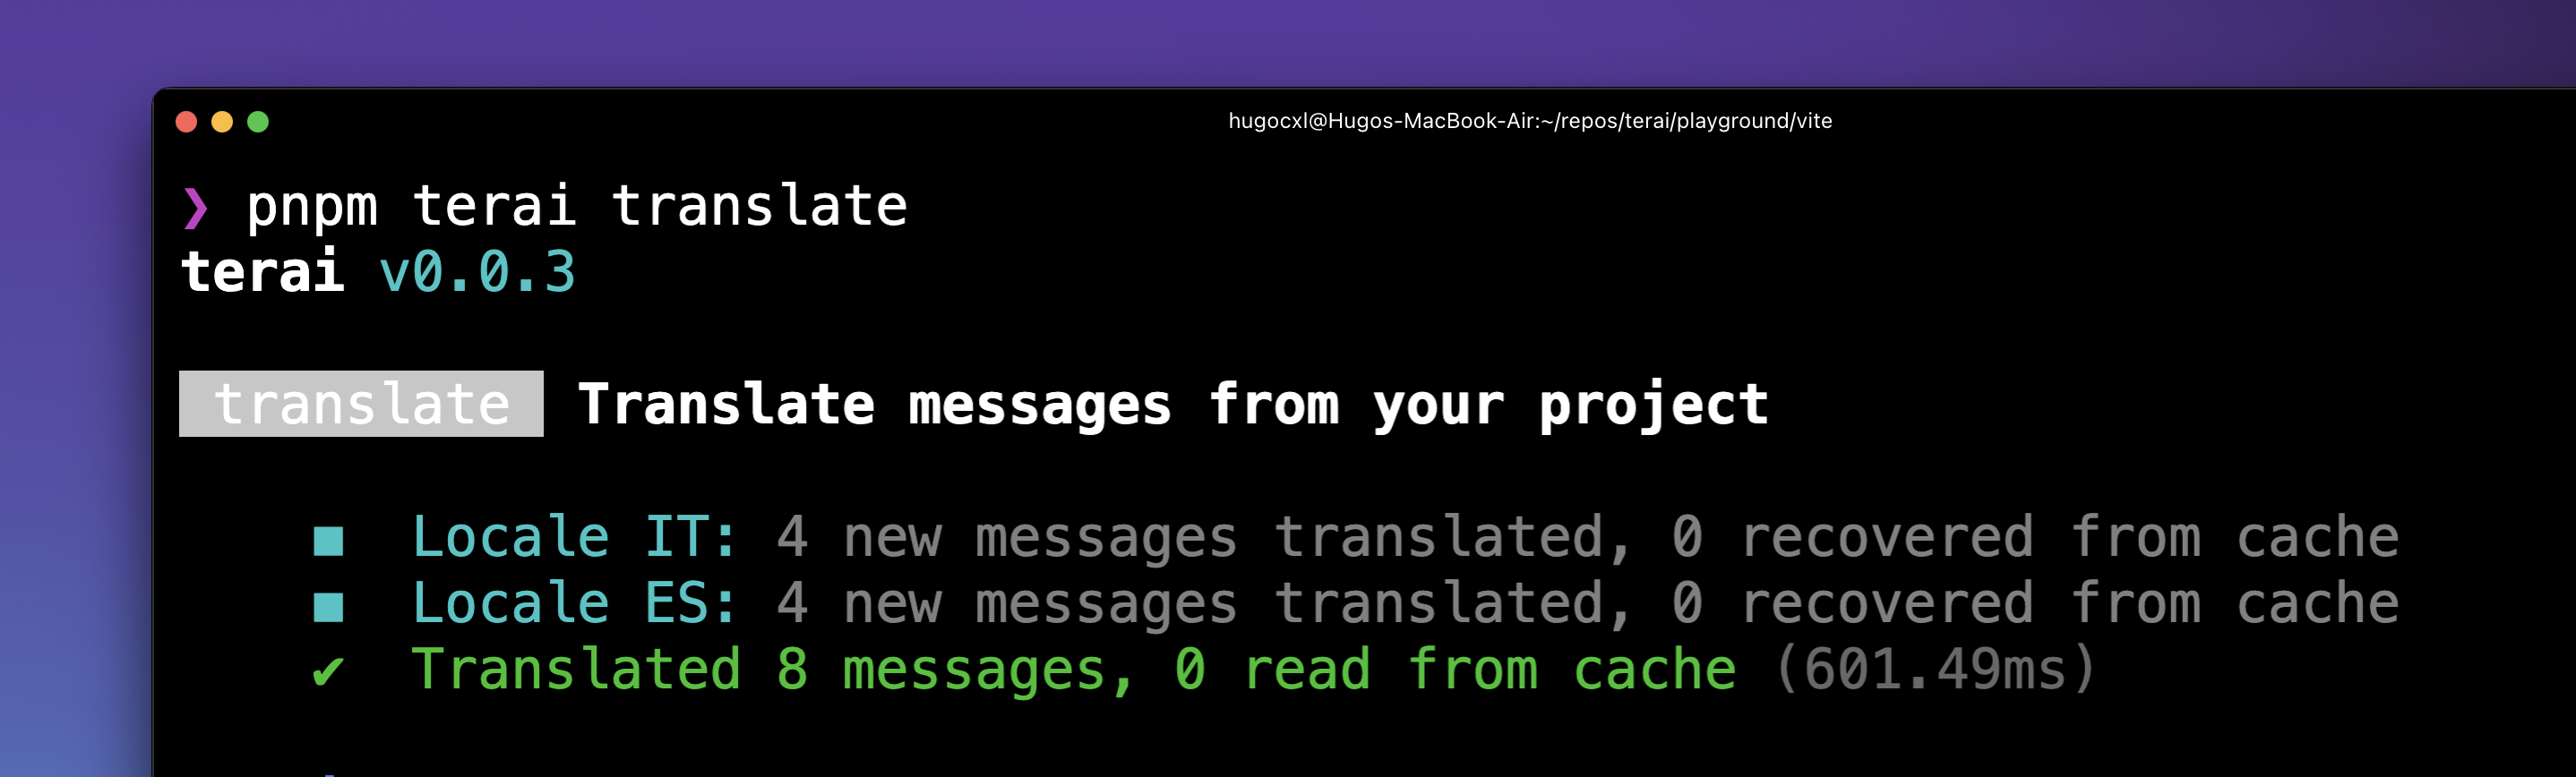 hugocxl@Hugos-MacBook-Air:~/repos/terai/playground/vite
❯ pnpm terai translate
terai v0.0.3
translate Translate messages from your project
■ Locale IT: 4 new messages translated, 0 recovered from cache
■ Locale ES: 4 new messages translated, 0 recovered from cache
✔ Translated 8 messages, 0 read from cache (601.49ms)